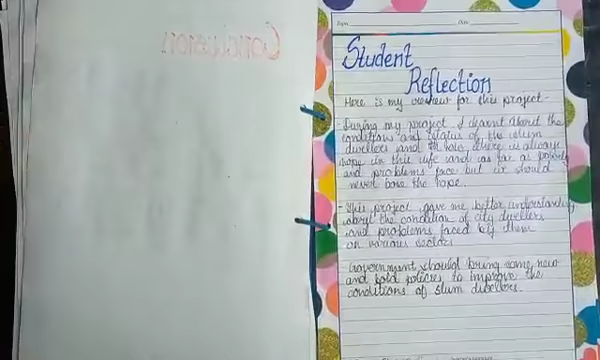 Conclusion
Student
Reflection
Here is my overview for this project-
- During my project I learnt about the
conditions and status of the slum
dwellers and there is always
hope in this life and as far as
and problems face but we should
never lose the hope.
- This project gave me better understanding
about the condition of city dwellers
and problems faced by them
on various sectors
Government should bring some new
and bold policies to improve the
conditions of slum dwellers.